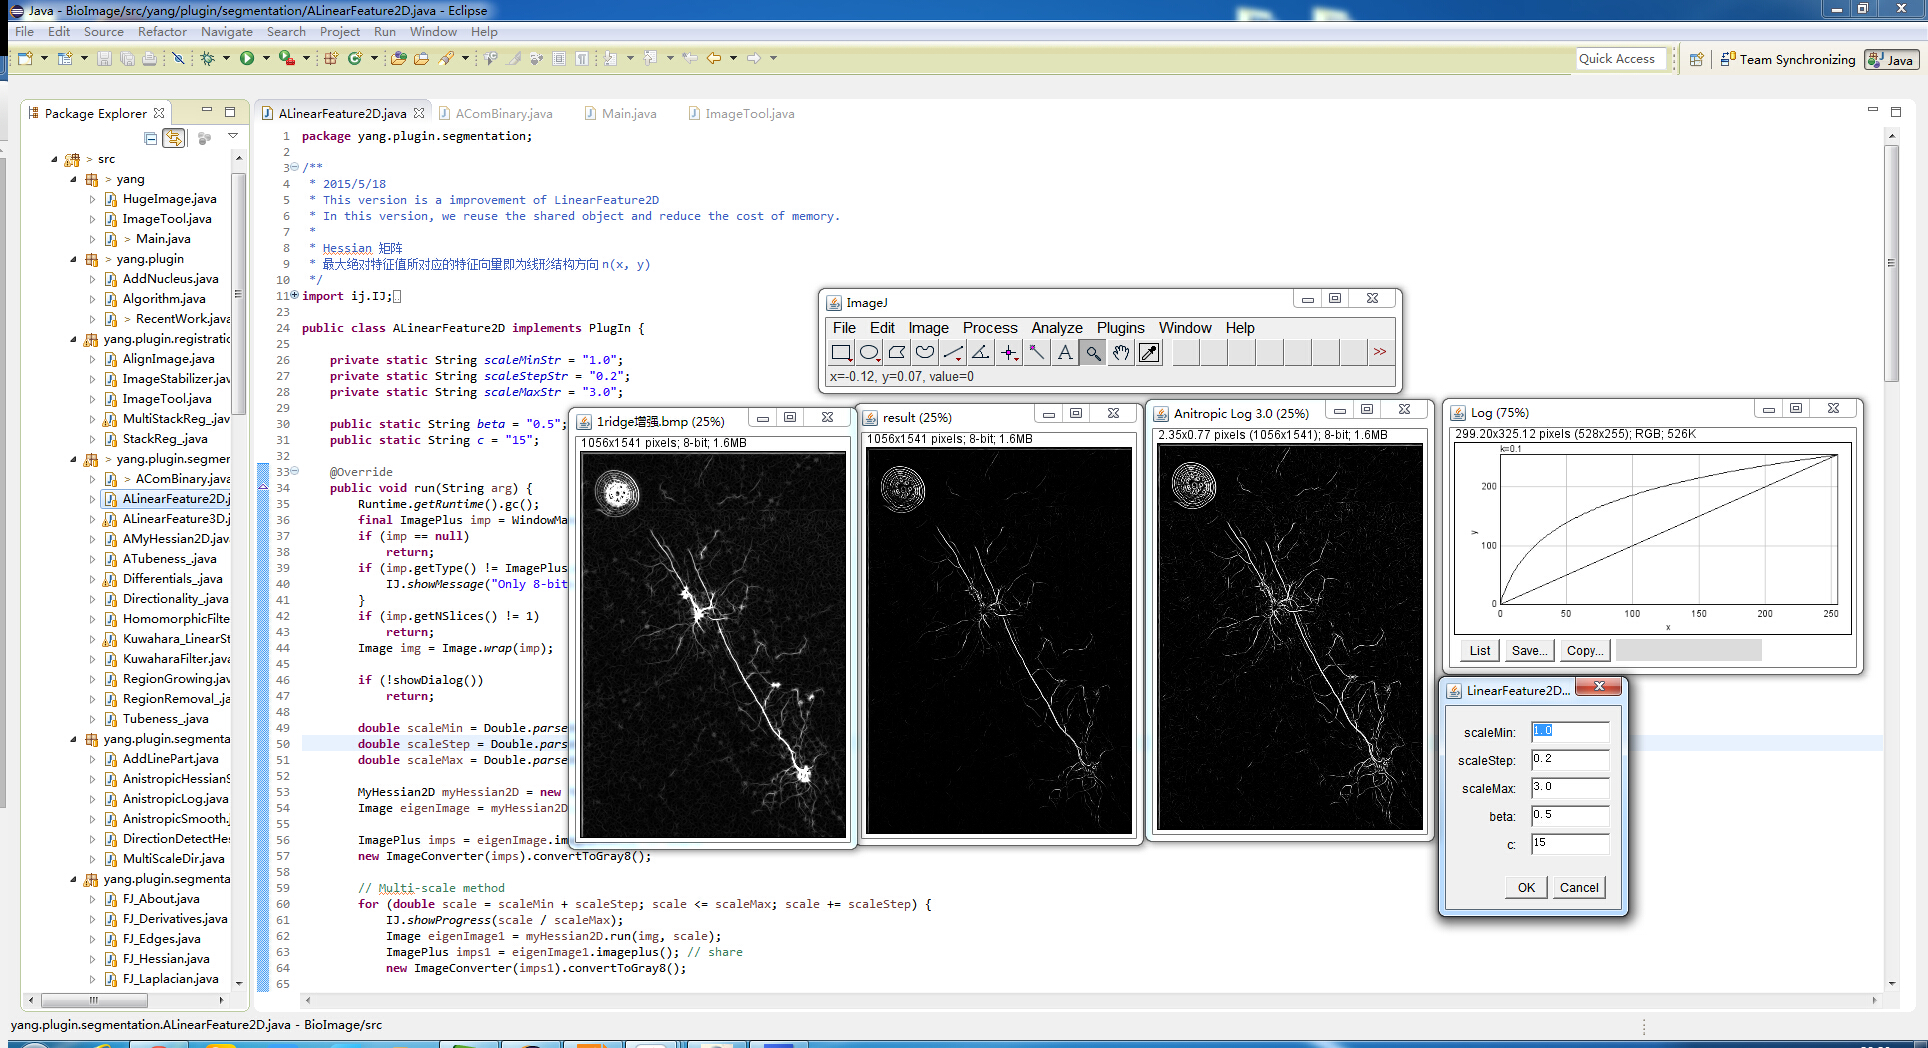 Java - BioImage/src/yang/plugin/segmentation/ALinearFeature2D.java - Eclipse
File Edit Source Refactor Navigate Search Project Run Window Help
Quick Access
Team Synchronizing
Java
Package Explorer
> src
> yang
HugeImage.java
ImageTool.java
> Main.java
> yang.plugin
AddNucleus.java
Algorithm.java
> RecentWork.java
yang.plugin.registratic
AlignImage.java
ImageStabilizer.jav
ImageTool.java
MultiStackReg_.jav
StackReg_.java
> yang.plugin.segmer
> AComBinary.java
ALinearFeature2D.j
ALinearFeature3D.j
AMyHessian2D.jav
ATubeness_.java
Differentials_.java
Directionality_.java
HomomorphicFilte
Kuwahara_LinearSt
KuwaharaFilter.java
RegionGrowing.jav
RegionRemoval_.ja
Tubeness_.java
yang.plugin.segmenta
AddLinePart.java
AnistropicHessianS
AnistropicLog.java
AnistropicSmooth.j
DirectionDetectHes
MultiScaleDir.java
yang.plugin.segmenta
FJ_About.java
FJ_Derivatives.java
FJ_Edges.java
FJ_Hessian.java
FJ_Laplacian.java
ALinearFeature2D.java
AComBinary.java
Main.java
ImageTool.java
1 package yang.plugin.segmentation;
2
3 /**
4 * 2015/5/18
5 * This version is a improvement of LinearFeature2D
6 * In this version, we reuse the shared object and reduce the cost of memory.
7 *
8 * Hessian 矩阵
9 * 最大绝对特征值所对应的特征向量即为线形结构方向 n(x, y)
10 */
11 import ij.IJ;
23
24 public class ALinearFeature2D implements PlugIn {
25
26 private static String scaleMinStr = "1.0";
27 private static String scaleStepStr = "0.2";
28 private static String scaleMaxStr = "3.0";
29
30 public static String beta = "0.5";
31 public static String c = "15";
32
33 @Override
34 public void run(String arg) {
35 Runtime.getRuntime().gc();
36 final ImagePlus imp = WindowMa
37 if (imp == null)
38 return;
39 if (imp.getType() != ImagePlus
40 IJ.showMessage("Only 8-bit
41 }
42 if (imp.getNSlices() != 1)
43 return;
44 Image img = Image.wrap(imp);
45
46 if (!showDialog())
47 return;
48
49 double scaleMin = Double.parse
50 double scaleStep = Double.pars
51 double scaleMax = Double.parse
52
53 MyHessian2D myHessian2D = new
54 Image eigenImage = myHessian2D
55
56 ImagePlus imps = eigenImage.im
57 new ImageConverter(imps).convertToGray8();
58
59 // Multi-scale method
60 for (double scale = scaleMin + scaleStep; scale <= scaleMax; scale += scaleStep) {
61 IJ.showProgress(scale / scaleMax);
62 Image eigenImage1 = myHessian2D.run(img, scale);
63 ImagePlus imps1 = eigenImage1.imageplus(); // share
64 new ImageConverter(imps1).convertToGray8();
65
ImageJ
File Edit Image Process Analyze Plugins Window Help
A
>>
x=-0.12, y=0.07, value=0
1ridge增强.bmp (25%)
1056x1541 pixels; 8-bit; 1.6MB
result (25%)
1056x1541 pixels; 8-bit; 1.6MB
Anitropic Log 3.0 (25%)
2.35x0.77 pixels (1056x1541); 8-bit; 1.6MB
Log (75%)
299.20x325.12 pixels (528x255); RGB; 526K
k=0.1
200
100
0
y
0 50 100 150 200 250
x
List Save... Copy...
LinearFeature2D...
scaleMin: 1.0
scaleStep: 0.2
scaleMax: 3.0
beta: 0.5
c: 15
OK Cancel
yang.plugin.segmentation.ALinearFeature2D.java - BioImage/src